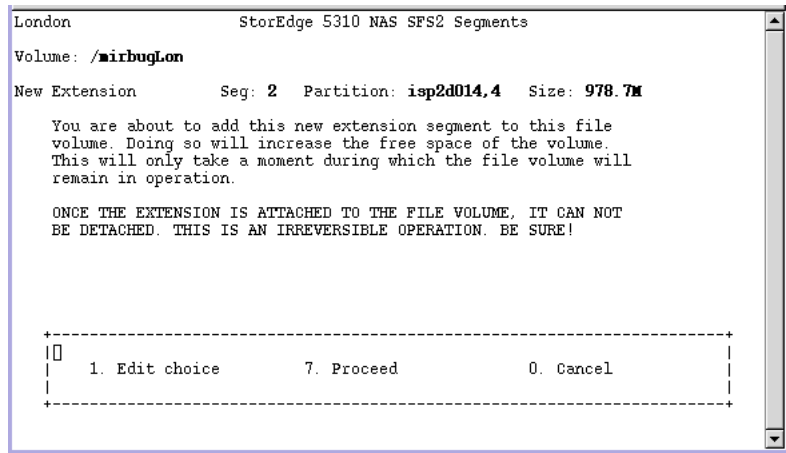 London StorEdge 5310 NAS SFS2 Segments
Volume: /mirbugLon
New Extension Seg: 2 Partition: isp2d014,4 Size: 978.7M
You are about to add this new extension segment to this file
volume. Doing so will increase the free space of the volume.
This will only take a moment during which the file volume will
remain in operation.
ONCE THE EXTENSION IS ATTACHED TO THE FILE VOLUME, IT CAN NOT
BE DETACHED. THIS IS AN IRREVERSIBLE OPERATION. BE SURE!
1. Edit choice 7. Proceed 0. Cancel